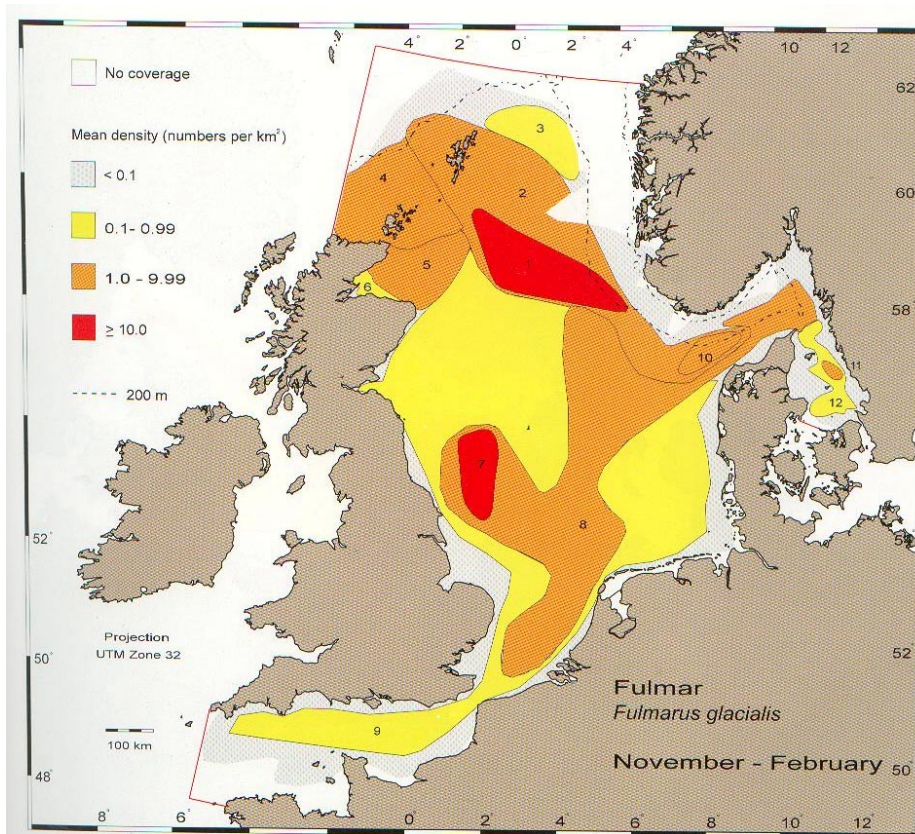 4° 2° 0° 2° 4° 10° 12°
No coverage
Mean density (numbers per km²)
< 0.1
0.1- 0.99
1.0 - 9.99
≥ 10.0
200 m
62°
60°
58°
3
4
2
1
5
6
10
11
12
7
8
9
52°
50°
48°
52°
50°
Projection
UTM Zone 32
100 km
Fulmar
Fulmarus glacialis
November - February
8° 6° 0° 2° 4° 6° 8° 10° 12°